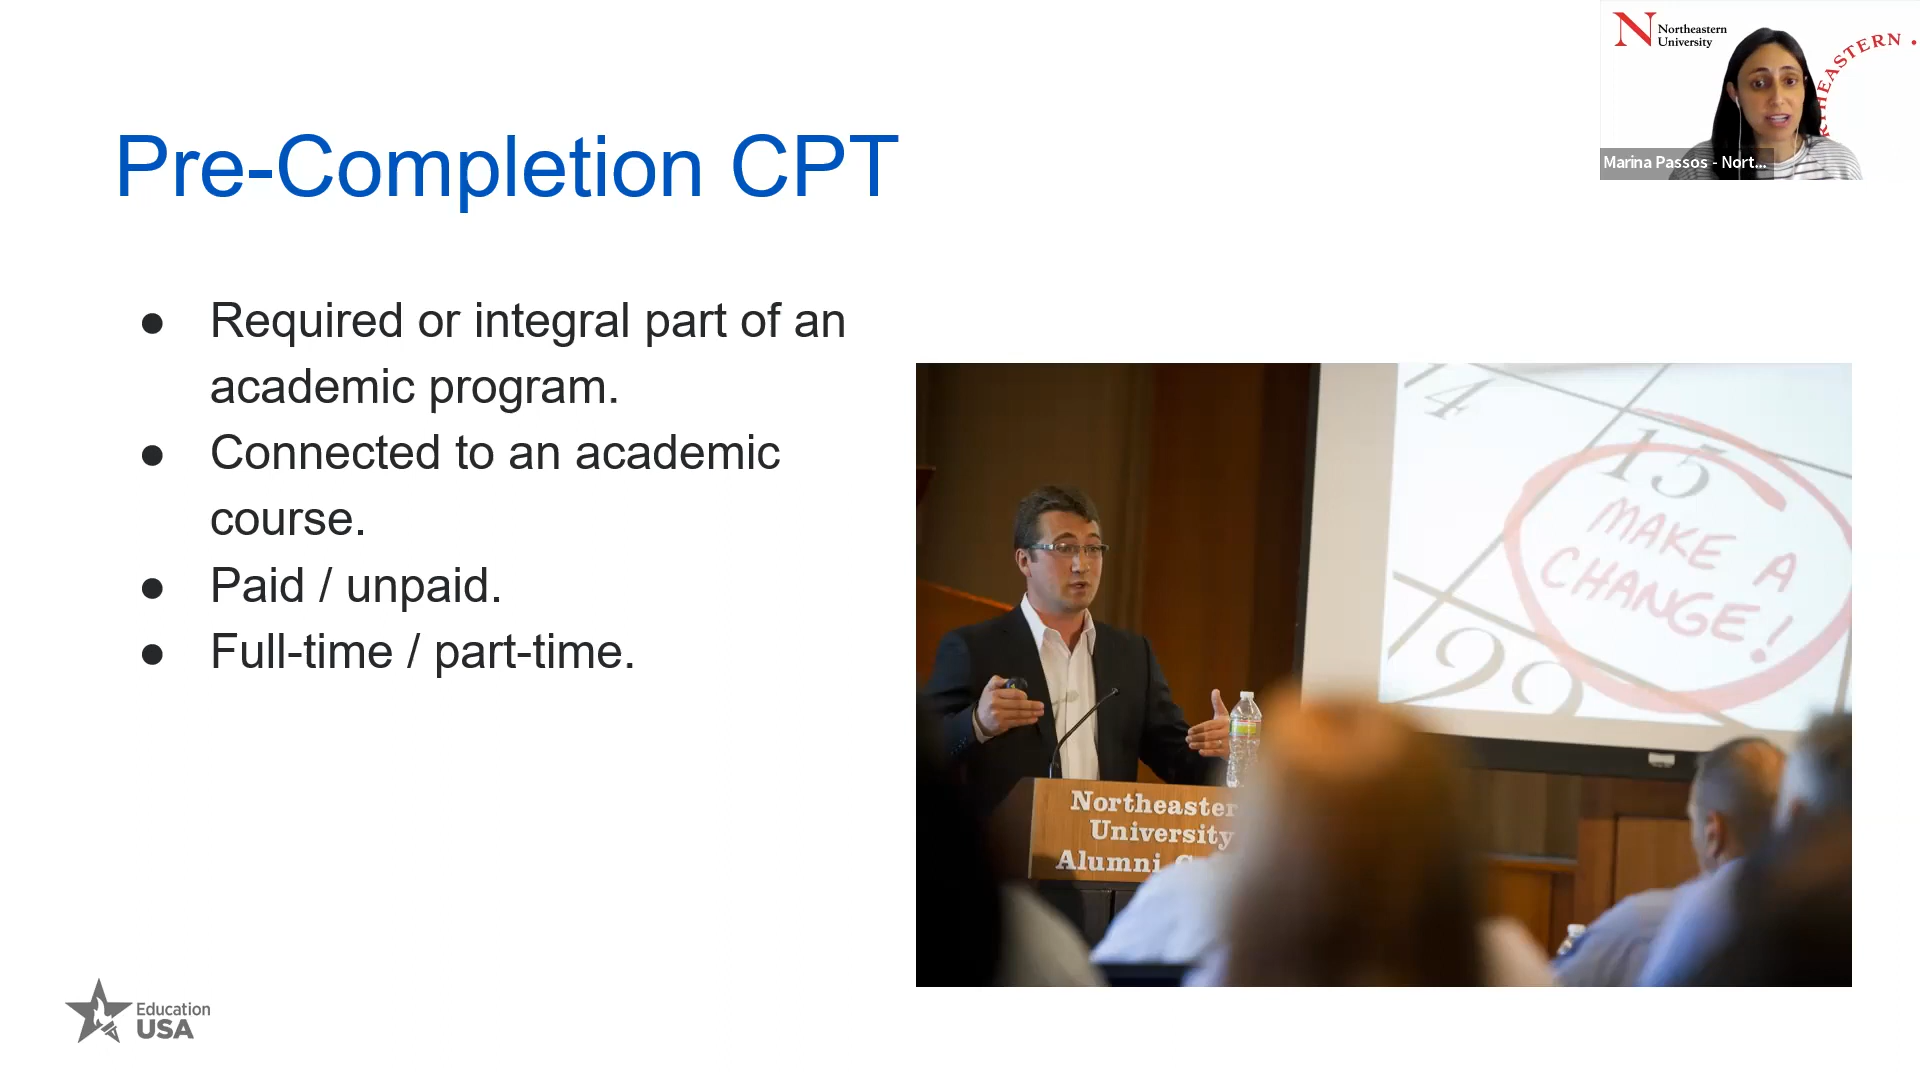 Northeastern
University
HEASTERN
Marina Passos - Nort...
Pre-Completion CPT
● Required or integral part of an
academic program.
● Connected to an academic
course.
● Paid / unpaid.
● Full-time / part-time.
14
15
MAKE A
CHANGE!
29
Northeaster
University
Alumni
Education
USA